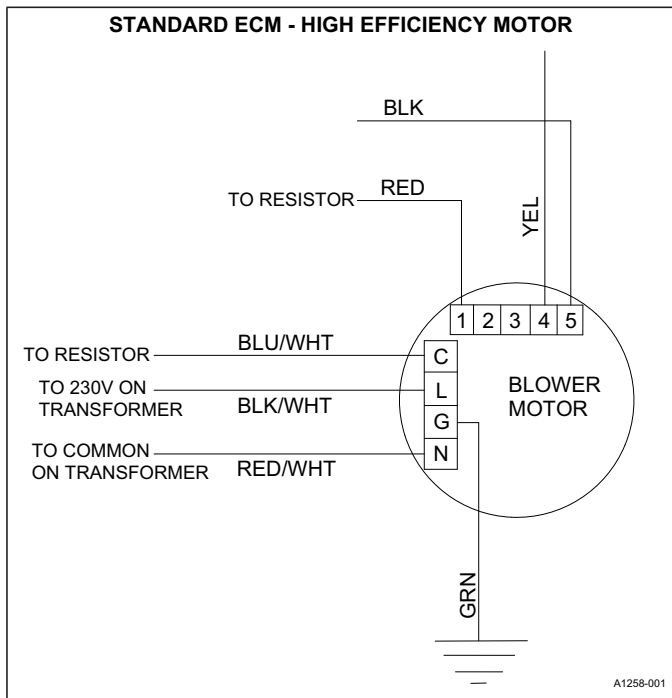 STANDARD ECM - HIGH EFFICIENCY MOTOR
BLK
TO RESISTOR
RED
YEL
1 2 3 4 5
TO RESISTOR
BLU/WHT
C
TO 230V ON
TRANSFORMER
BLK/WHT
L
BLOWER
MOTOR
G
TO COMMON
ON TRANSFORMER
RED/WHT
N
GRN
A1258-001